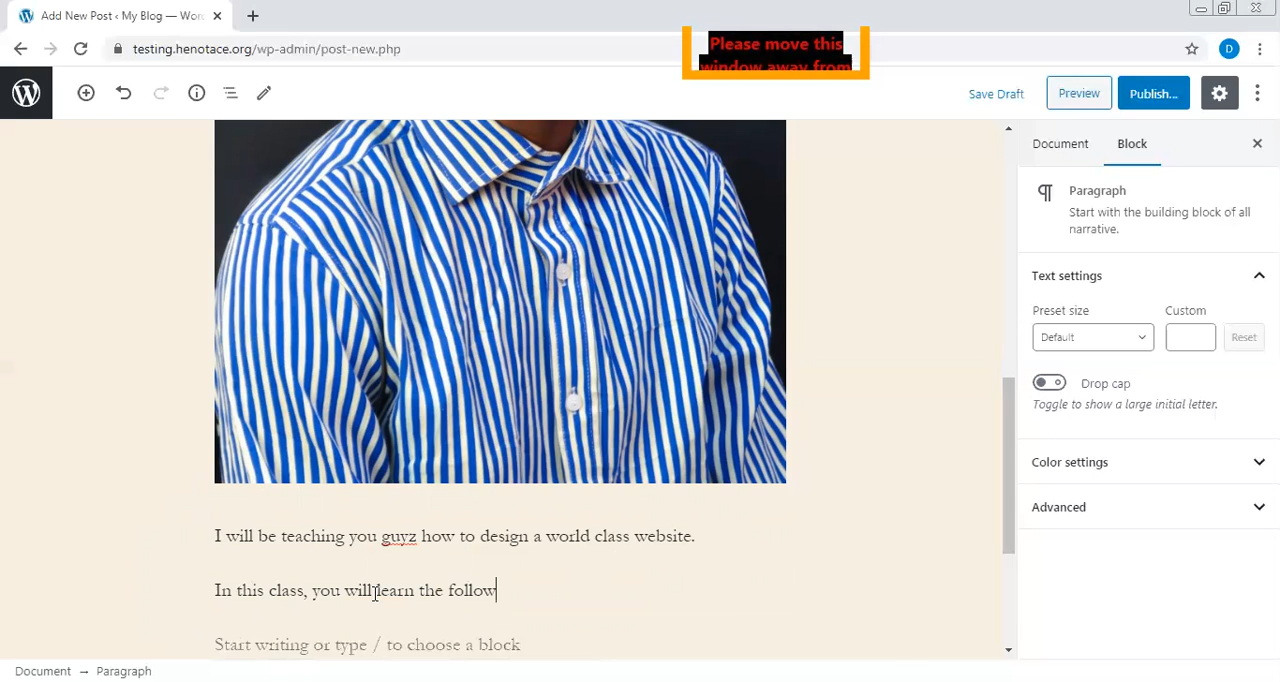 Add New Post ‹ My Blog — Wor
testing.henotace.org/wp-admin/post-new.php
Please move this
window away from
D
Save Draft
Preview
Publish...
Document
Block
Paragraph
Start with the building block of all
narrative.
Text settings
Preset size
Custom
Default
Reset
Drop cap
Toggle to show a large initial letter.
Color settings
Advanced
I will be teaching you guyz how to design a world class website.
In this class, you will learn the follow
Start writing or type / to choose a block
Document → Paragraph